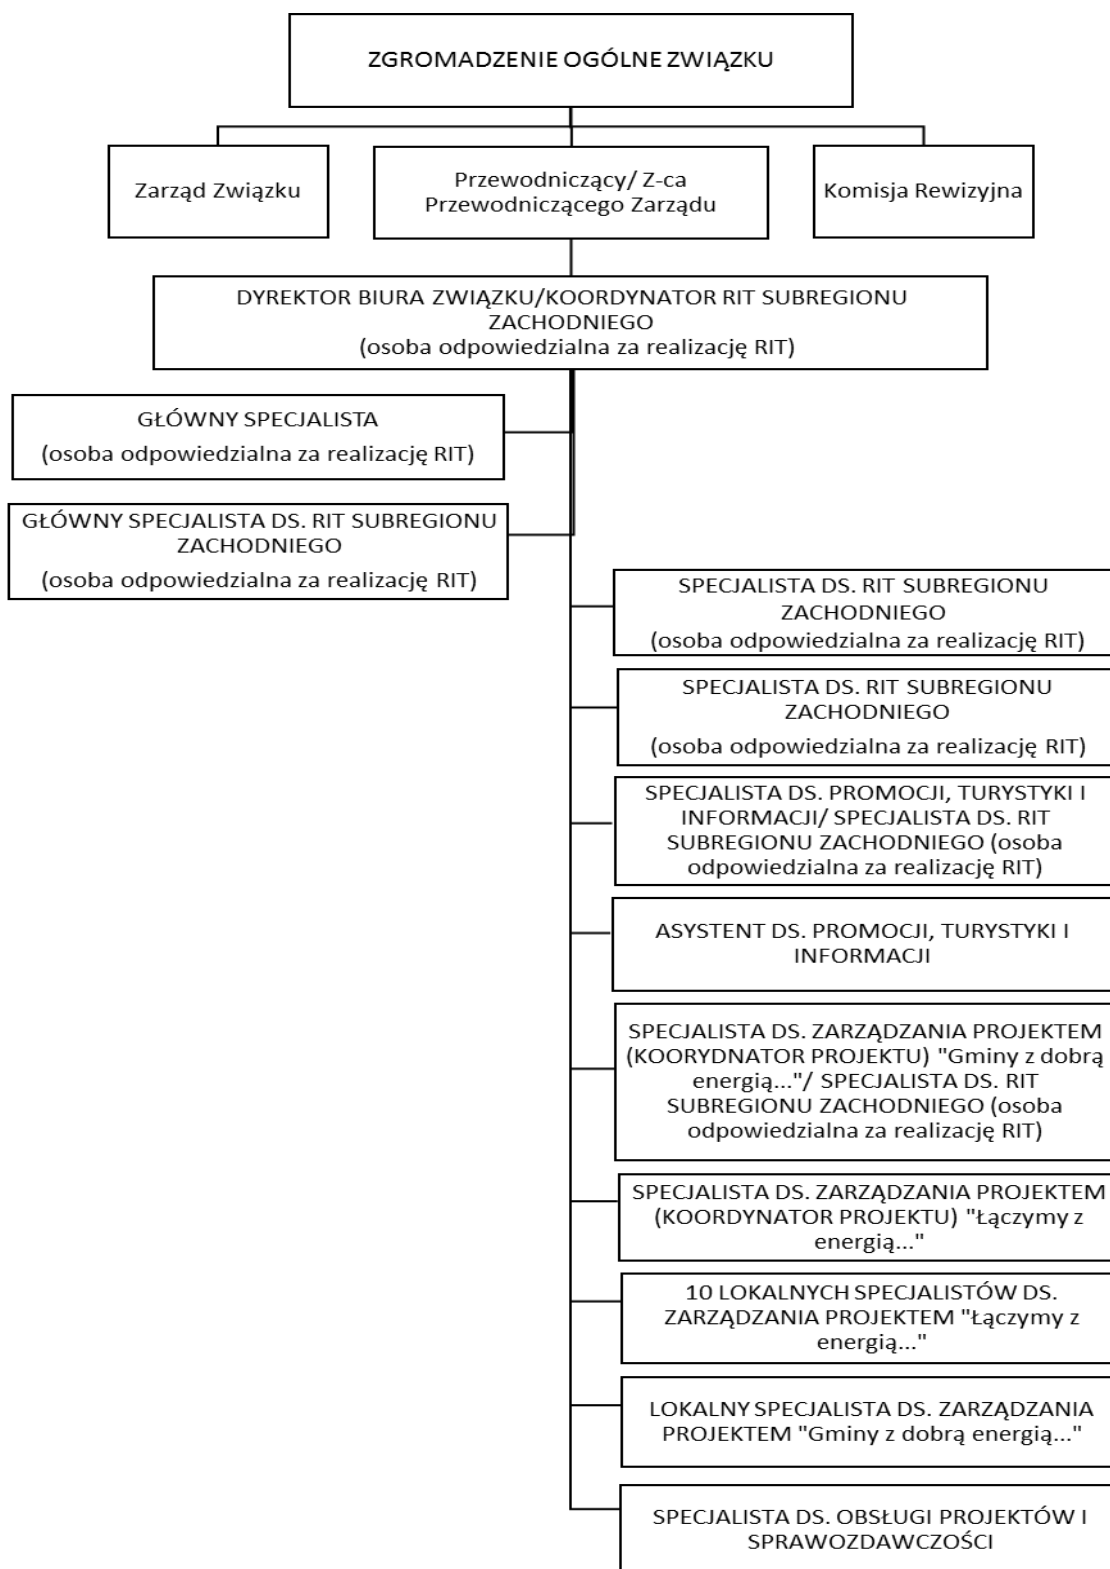 ZGROMADZENIE OGÓLNE ZWIĄZKU
Zarząd Związku
Przewodniczący/ Z-ca
Przewodniczącego Zarządu
Komisja Rewizyjna
DYREKTOR BIURA ZWIĄZKU/KOORDYNATOR RIT SUBREGIONU
ZACHODNIEGO
(osoba odpowiedzialna za realizację RIT)
GŁÓWNY SPECJALISTA
(osoba odpowiedzialna za realizację RIT)
GŁÓWNY SPECJALISTA DS. RIT SUBREGIONU
ZACHODNIEGO
(osoba odpowiedzialna za realizację RIT)
SPECJALISTA DS. RIT SUBREGIONU
ZACHODNIEGO
(osoba odpowiedzialna za realizację RIT)
SPECJALISTA DS. RIT SUBREGIONU
ZACHODNIEGO
(osoba odpowiedzialna za realizację RIT)
SPECJALISTA DS. PROMOCJI, TURYSTYKI I
INFORMACJI/ SPECJALISTA DS. RIT
SUBREGIONU ZACHODNIEGO (osoba
odpowiedzialna za realizację RIT)
ASYSTENT DS. PROMOCJI, TURYSTYKI I
INFORMACJI
SPECJALISTA DS. ZARZĄDZANIA PROJEKTEM
(KOORYDNATOR PROJEKTU) "Gminy z dobrą
energią..."/ SPECJALISTA DS. RIT
SUBREGIONU ZACHODNIEGO (osoba
odpowiedzialna za realizację RIT)
SPECJALISTA DS. ZARZĄDZANIA PROJEKTEM
(KOORDYNATOR PROJEKTU) "Łączymy z
energią..."
10 LOKALNYCH SPECJALISTÓW DS.
ZARZĄDZANIA PROJEKTEM "Łączymy z
energią..."
LOKALNY SPECJALISTA DS. ZARZĄDZANIA
PROJEKTEM "Gminy z dobrą energią..."
SPECJALISTA DS. OBSŁUGI PROJEKTÓW I
SPRAWOZDAWCZOŚCI